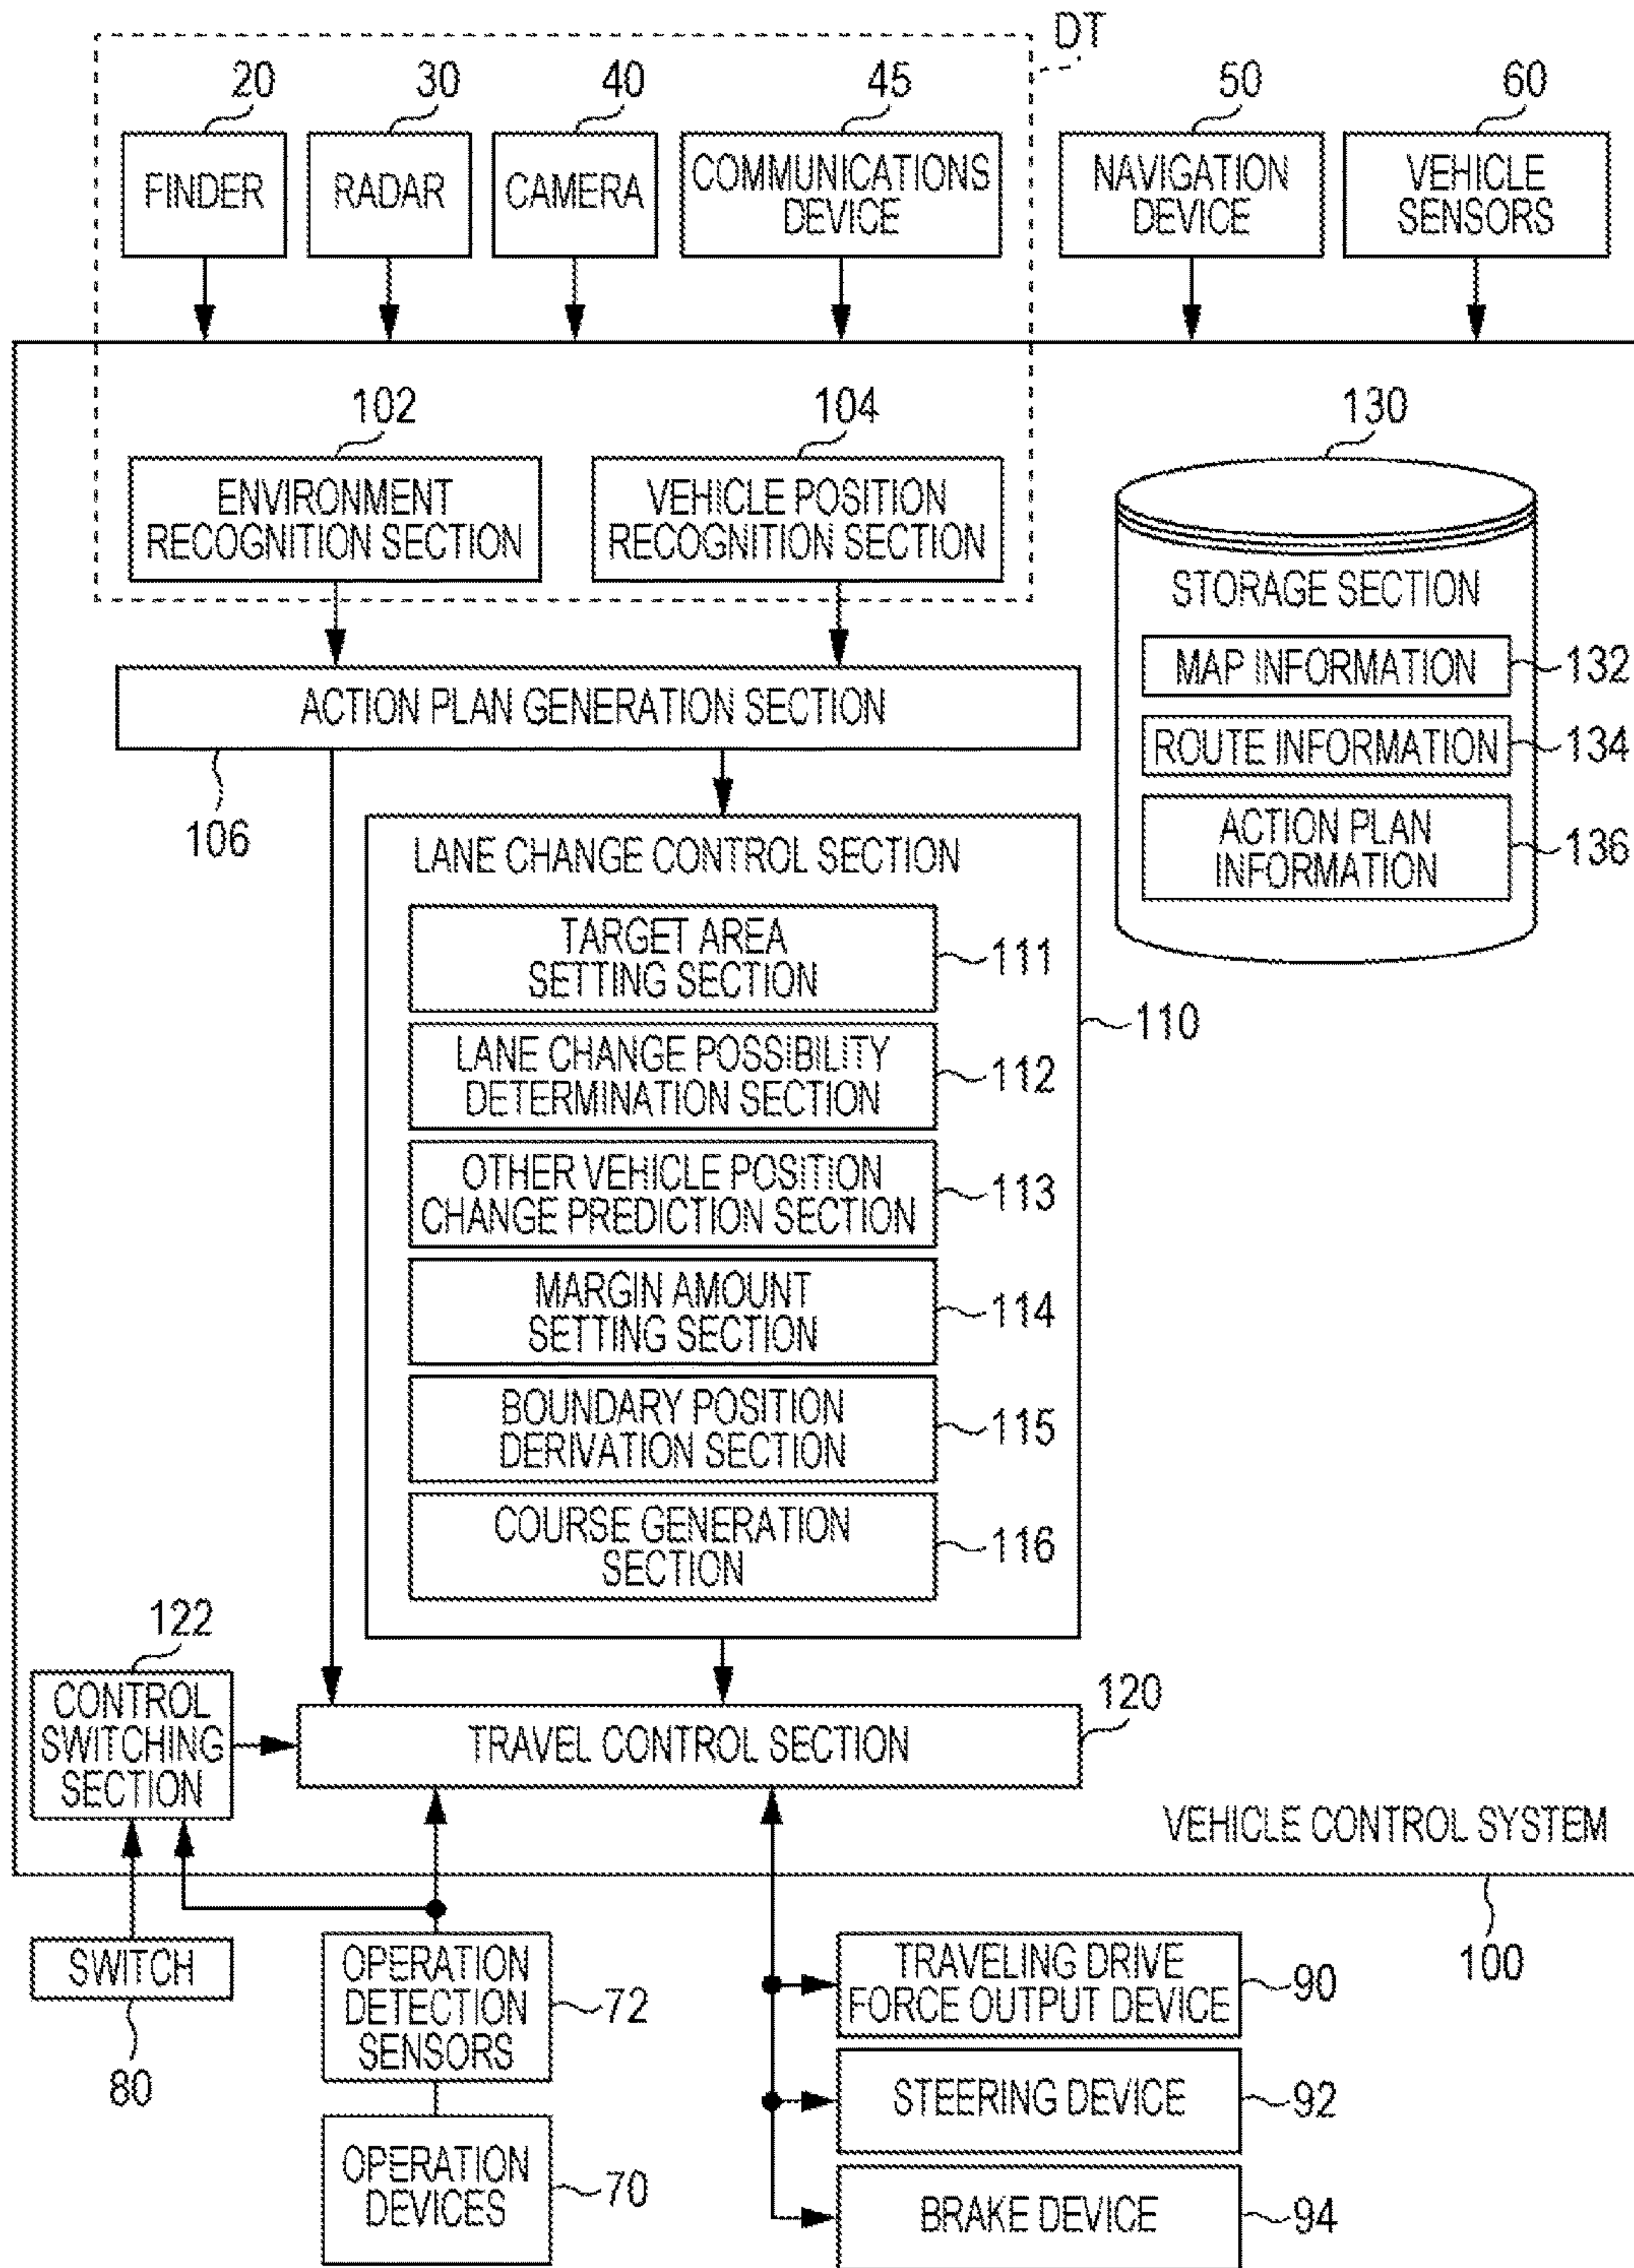 DT
20
30
40
45
50
60
FINDER
RADAR
CAMERA
COMMUNICATIONS
DEVICE
NAVIGATION
DEVICE
VEHICLE
SENSORS
102
104
130
ENVIRONMENT
RECOGNITION SECTION
VEHICLE POSITION
RECOGNITION SECTION
STORAGE SECTION
MAP INFORMATION
132
ROUTE INFORMATION
134
ACTION PLAN
INFORMATION
136
ACTION PLAN GENERATION SECTION
106
LANE CHANGE CONTROL SECTION
110
TARGET AREA
SETTING SECTION
111
LANE CHANGE POSSIBILITY
DETERMINATION SECTION
112
OTHER VEHICLE POSITION
CHANGE PREDICTION SECTION
113
MARGIN AMOUNT
SETTING SECTION
114
BOUNDARY POSITION
DERIVATION SECTION
115
COURSE GENERATION
SECTION
116
122
CONTROL
SWITCHING
SECTION
TRAVEL CONTROL SECTION
120
VEHICLE CONTROL SYSTEM
100
SWITCH
80
OPERATION
DETECTION
SENSORS
72
OPERATION
DEVICES
70
TRAVELING DRIVE
FORCE OUTPUT DEVICE
90
STEERING DEVICE
92
BRAKE DEVICE
94